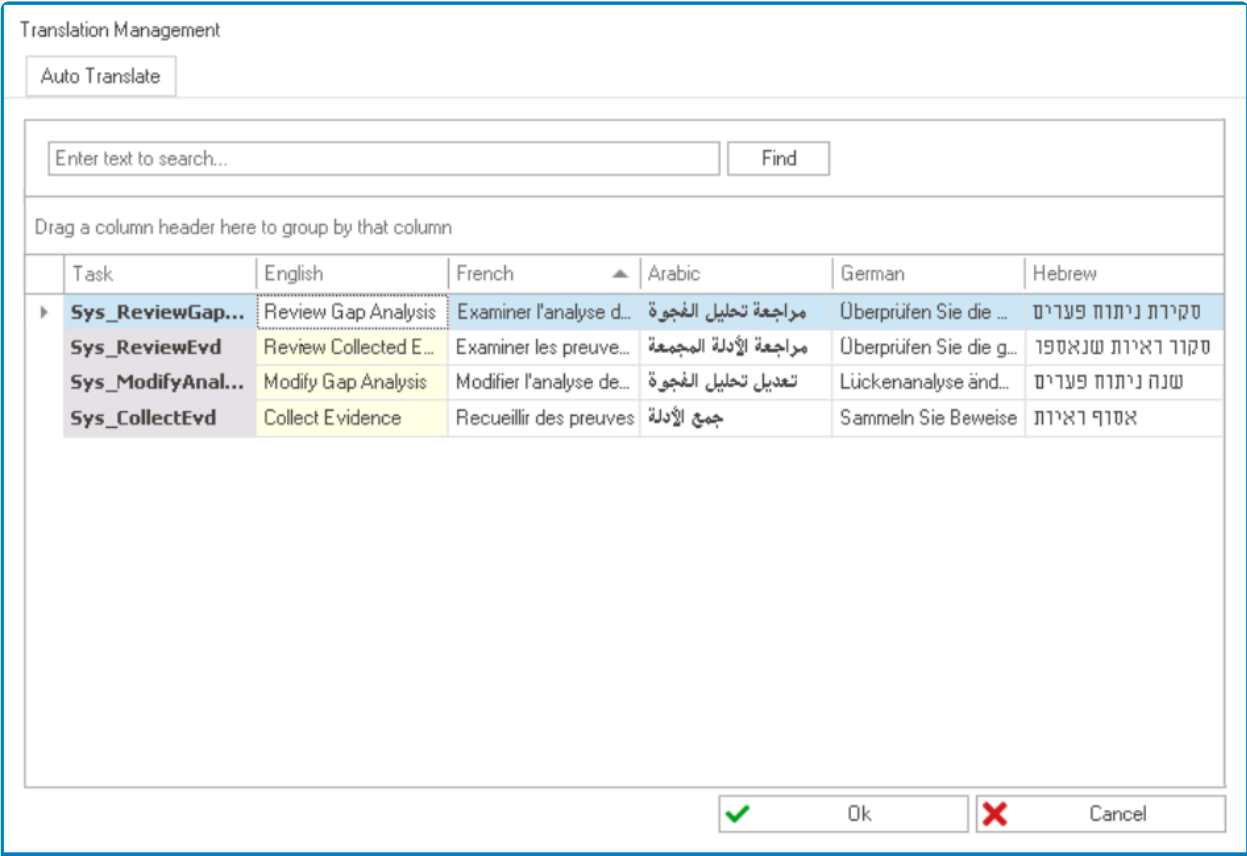 Translation Management
Auto Translate
Enter text to search... Find
Drag a column header here to group by that column
Task English French Arabic German Hebrew
Sys_ReviewGap... Review Gap Analysis Examiner l'analyse d... مراجعة تحليل الفجوة Überprüfen Sie die ... סקירת ניתוח פערים
Sys_ReviewEvd Review Collected E... Examiner les preuve... مراجعة الأدلة المجمعة Überprüfen Sie die g... סקור ראיות שנאספו
Sys_ModifyAnal... Modify Gap Analysis Modifier l'analyse de... تعديل تحليل الفجوة Lückenanalyse änd... שנה ניתוח פערים
Sys_CollectEvd Collect Evidence Recueillir des preuves جمع الأدلة Sammeln Sie Beweise אסוף ראיות
Ok Cancel